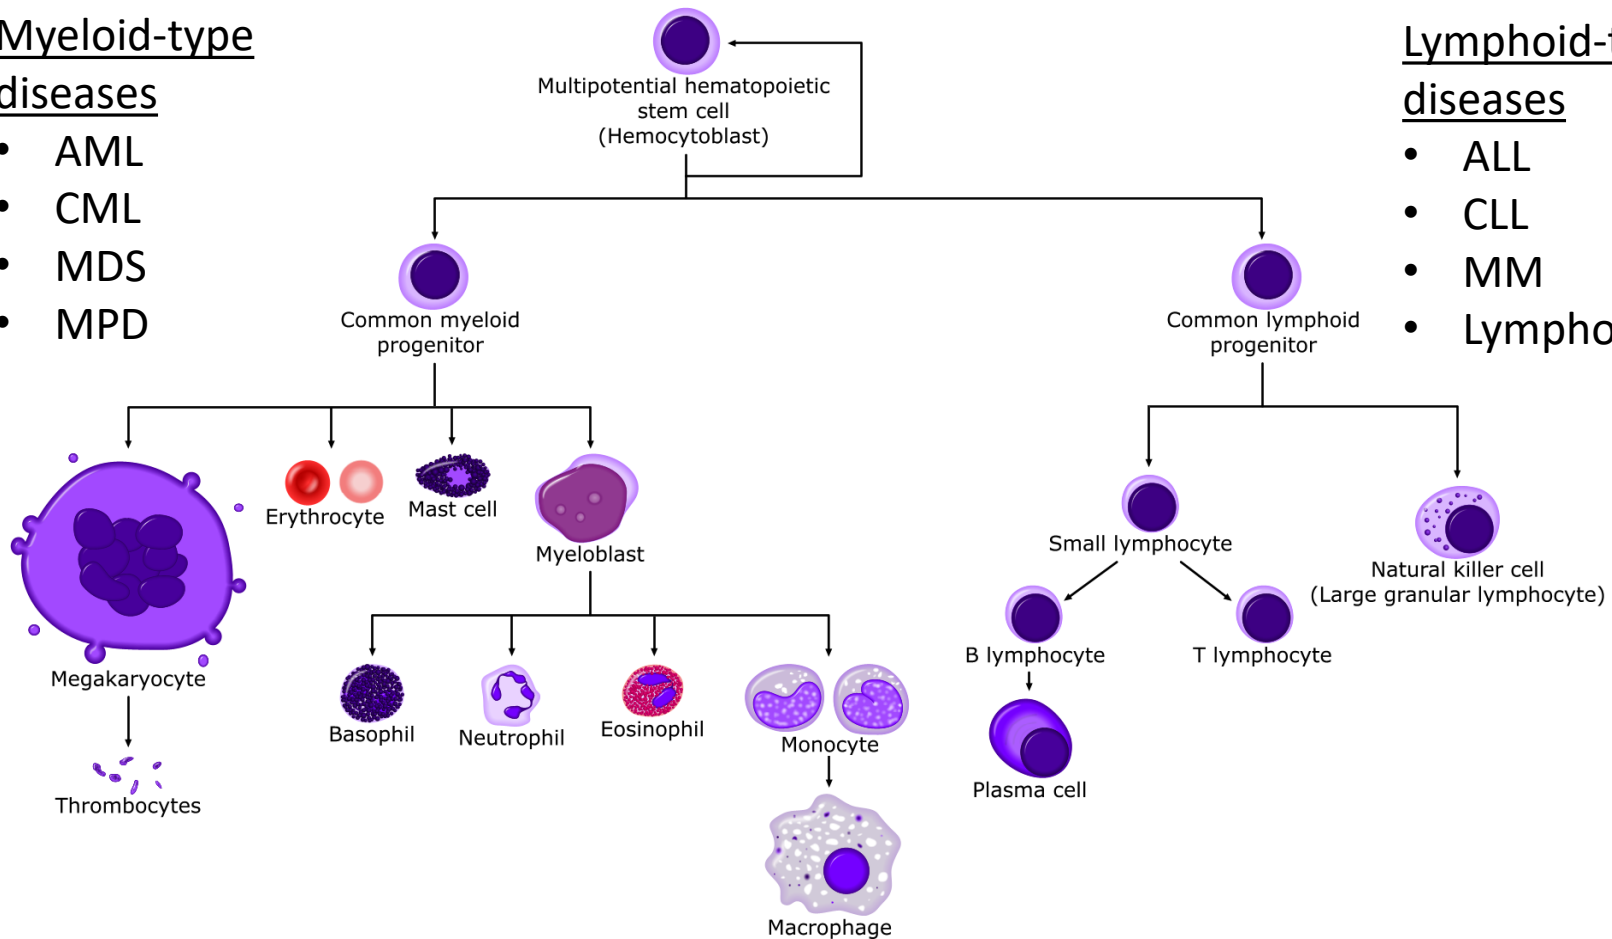 Myeloid-type
diseases
• AML
• CML
• MDS
• MPD
Multipotential hematopoietic
stem cell
(Hemocytoblast)
diseases
• ALL
• CLL
• MM
•
Common myeloid
progenitor
Common lymphoid
progenitor
Megakaryocyte
Erythrocyte
Mast cell
Myeloblast
Small lymphocyte
Natural killer cell
(Large granular lymphocyte)
B lymphocyte
T lymphocyte
Basophil
Neutrophil
Eosinophil
Monocyte
Plasma cell
Thrombocytes
Macrophage